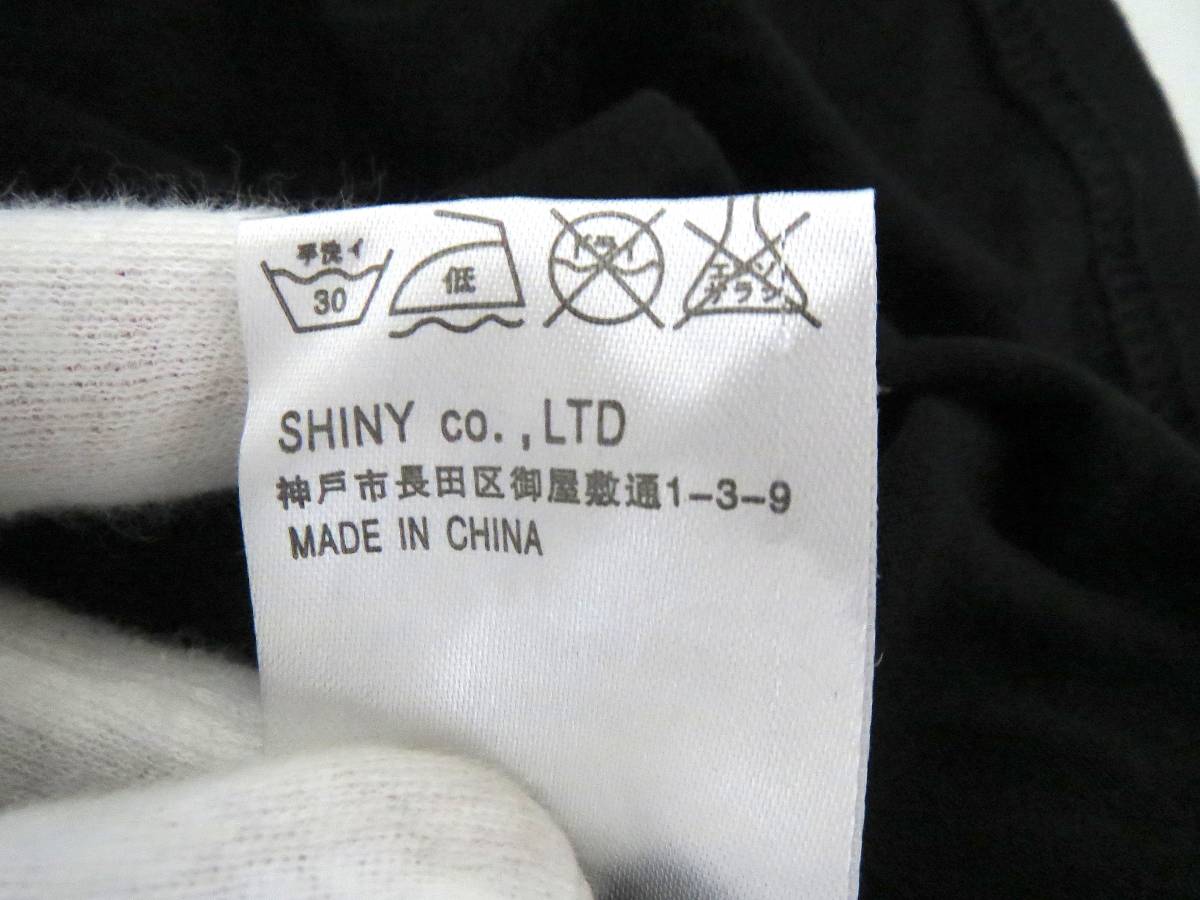 手洗イ
30
低
ドライ
エンソ
サラシ
SHINY co.,LTD
神戸市長田区御屋敷通1-3-9
MADE IN CHINA